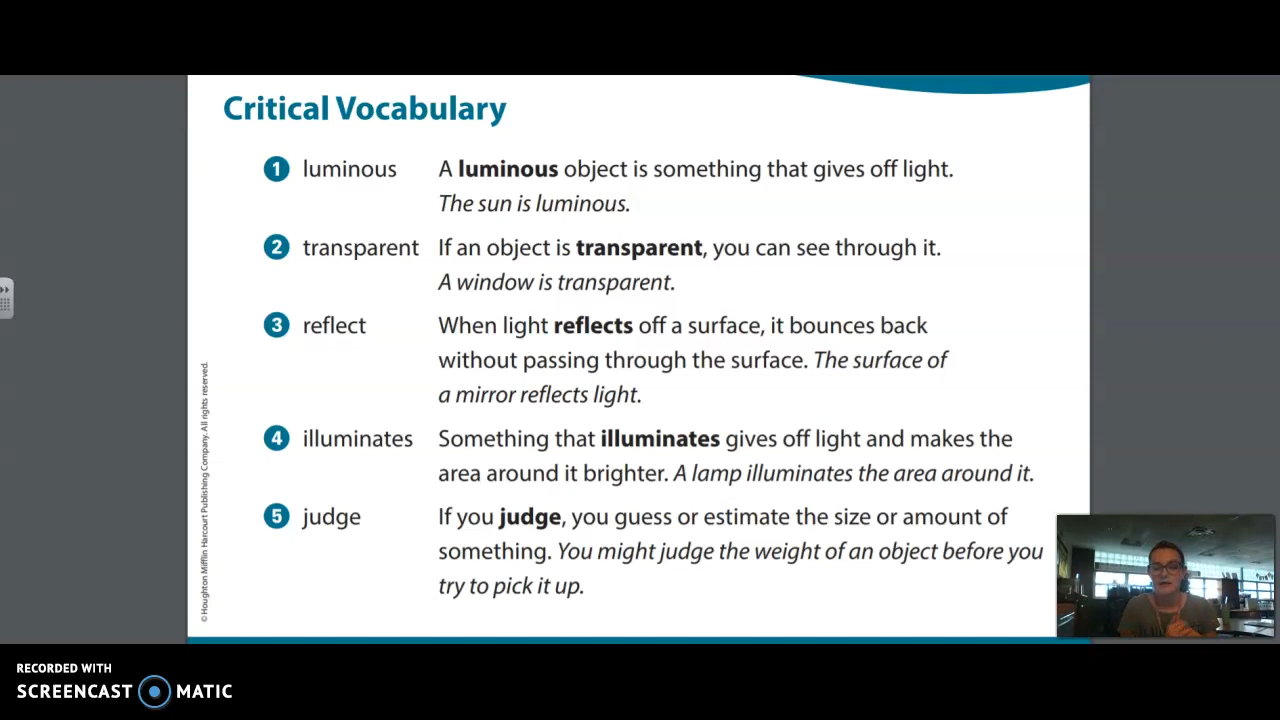 Critical Vocabulary
1 luminous A luminous object is something that gives off light.
The sun is luminous.
2 transparent If an object is transparent, you can see through it.
A window is transparent.
3 reflect When light reflects off a surface, it bounces back
without passing through the surface. The surface of
a mirror reflects light.
4 illuminates Something that illuminates gives off light and makes the
area around it brighter. A lamp illuminates the area around it.
5 judge If you judge, you guess or estimate the size or amount of
something. You might judge the weight of an object before you
try to pick it up.
© Houghton Mifflin Harcourt Publishing Company. All rights reserved.
RECORDED WITH
SCREENCAST MATIC